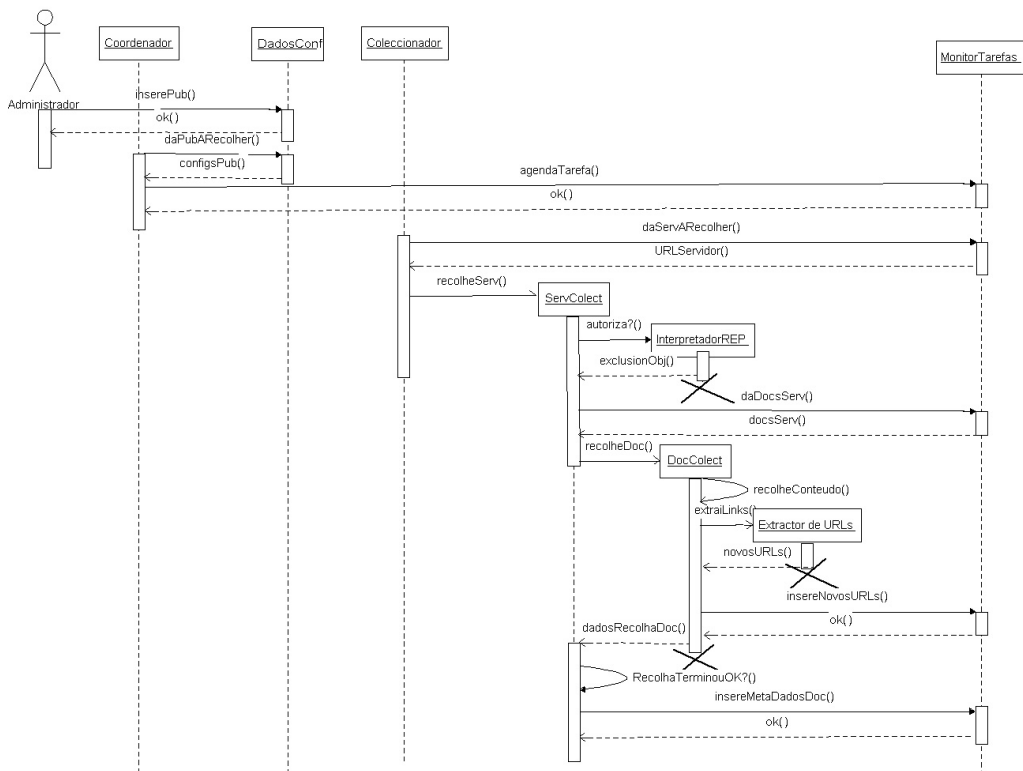 Coordenador
DadosConf
Coleccionador
MonitorTarefas
Administrador
inserePub()
ok()
daPubARecolher()
configsPub()
agendaTarefa()
ok()
daServARecolher()
URLServidor()
recolheServ()
ServColect
autoriza?()
InterpretadorREP
exclusionObj()
daDocsServ()
docsServ()
recolheDoc()
DocColect
recolheConteudo()
extraiLinks()
Extractor de URLs
novosURLs()
insereNovosURLs()
ok()
dadosRecolhaDoc()
RecolhaTerminouOK?()
insereMetaDadosDoc()
ok()